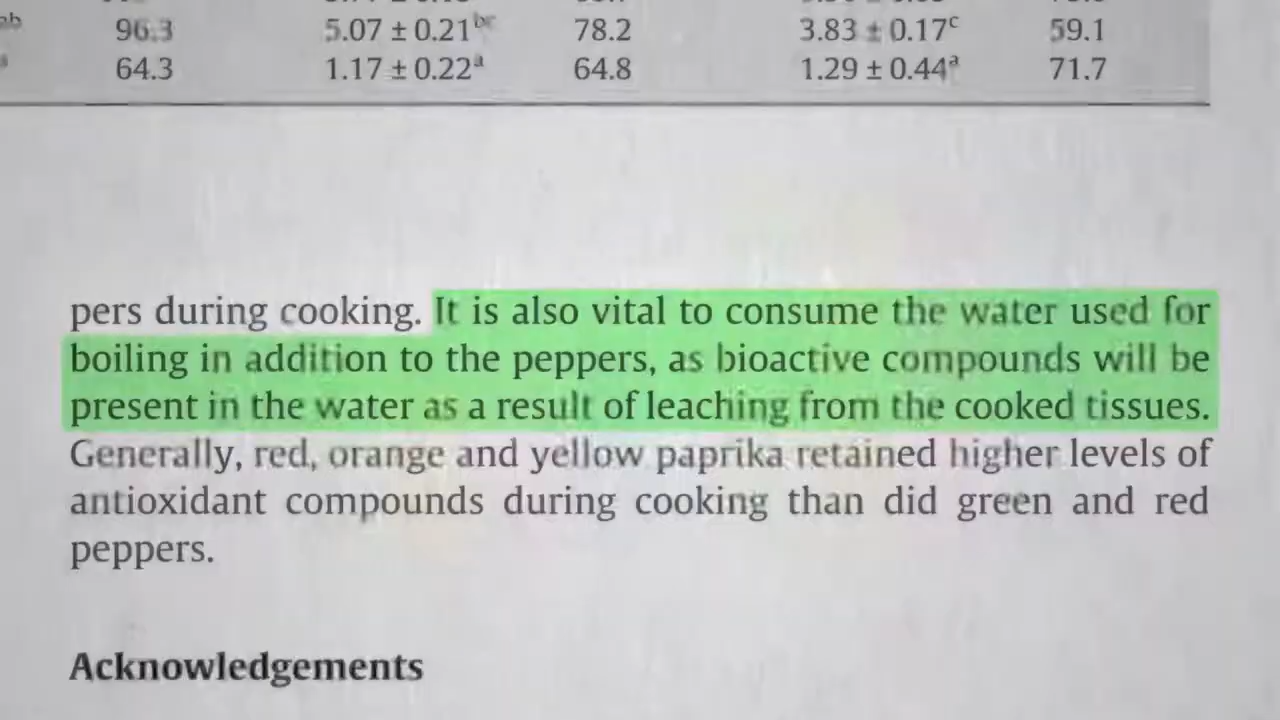 96.3 5.07 ± 0.21bc 78.2 3.83 ± 0.17c 59.1
64.3 1.17 ± 0.22a 64.8 1.29 ± 0.44a 71.7
pers during cooking. It is also vital to consume the water used for
boiling in addition to the peppers, as bioactive compounds will be
present in the water as a result of leaching from the cooked tissues.
Generally, red, orange and yellow paprika retained higher levels of
antioxidant compounds during cooking than did green and red
peppers.
Acknowledgements